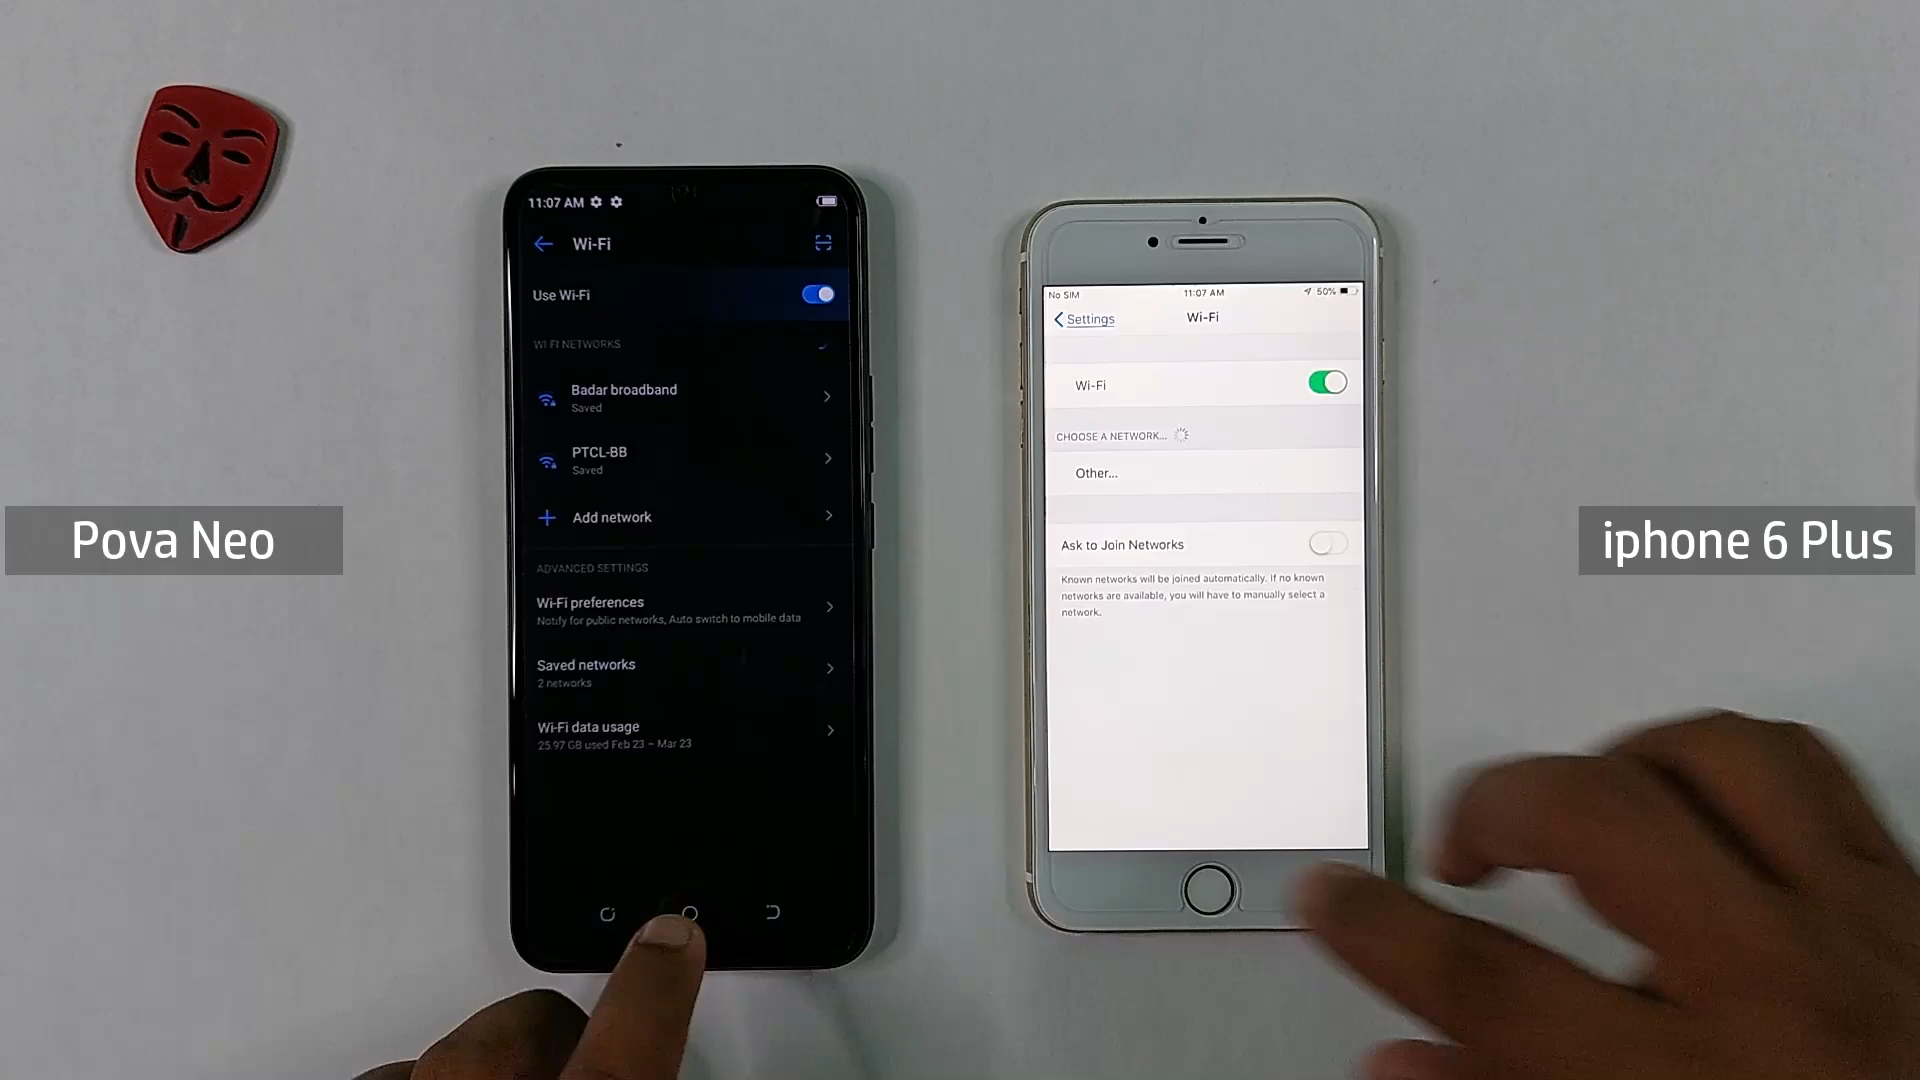 11:07 AM
Wi-Fi
Use Wi-Fi
WI-FI NETWORKS
Badar broadband
Saved
PTCL-BB
Saved
Add network
ADVANCED SETTINGS
Wi-Fi preferences
Notify for public networks, Auto switch to mobile data
Saved networks
2 networks
Wi-Fi data usage
25.97 GB used Feb 23 – Mar 23
Pova Neo
No SIM 11:07 AM 50%
Settings Wi-Fi
Wi-Fi
CHOOSE A NETWORK...
Other...
Ask to Join Networks
Known networks will be joined automatically. If no known
networks are available, you will have to manually select a
network.
iphone 6 Plus